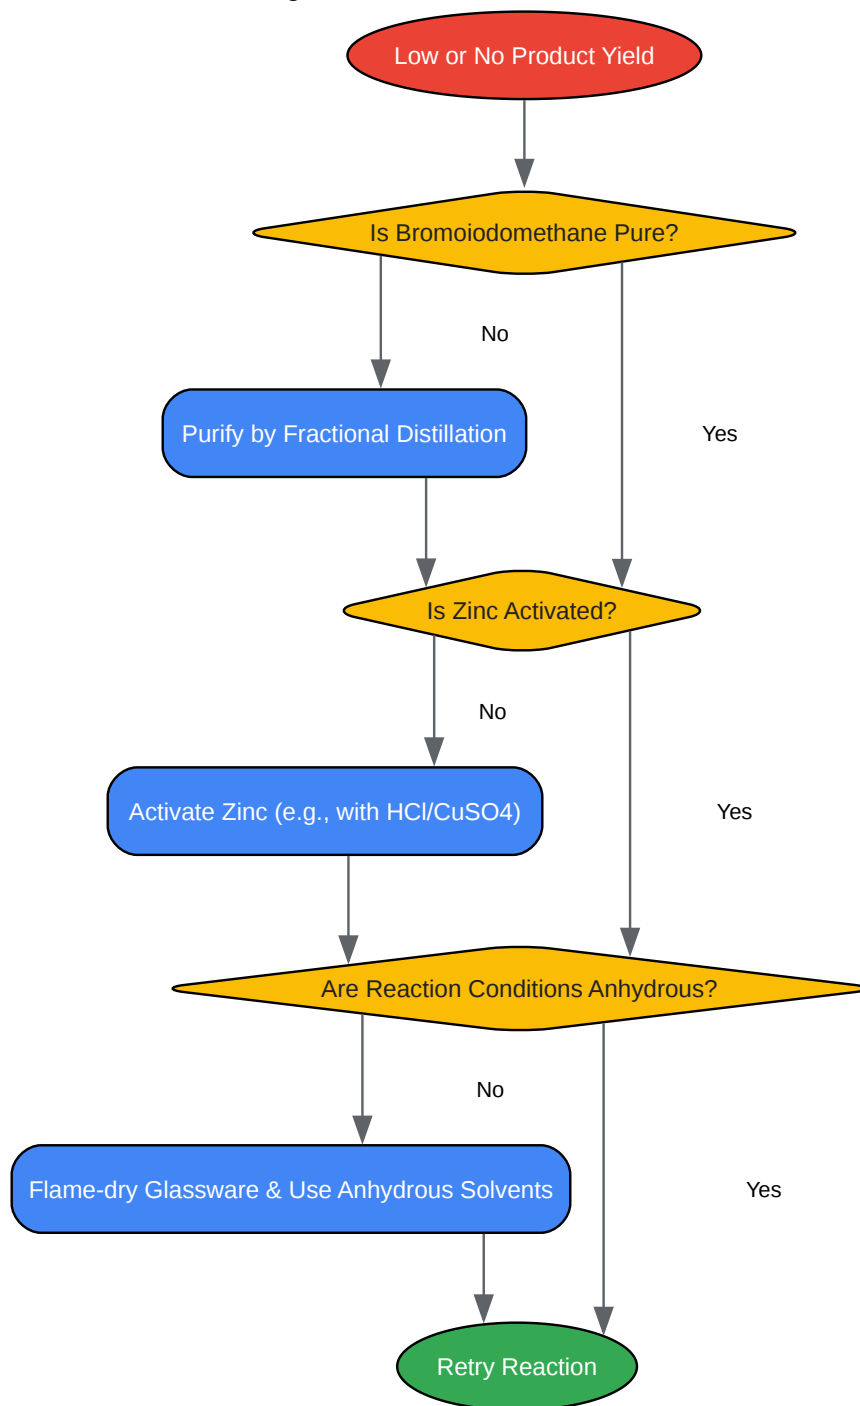 Low or No Product Yield
Is Bromoiodomethane Pure?
No
Purify by Fractional Distillation
Yes
Is Zinc Activated?
No
Activate Zinc (e.g., with HCl/CuSO4)
Yes
Are Reaction Conditions Anhydrous?
No
Flame-dry Glassware & Use Anhydrous Solvents
Yes
Retry Reaction